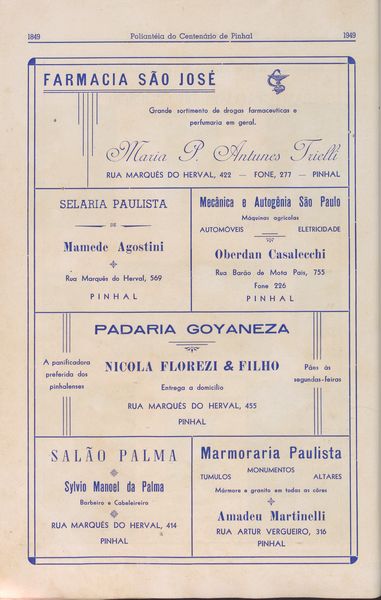 1849 Poliantéia do Centenário de Pinhal 1949
FARMACIA SÃO JOSÉ
Grande sortimento de drogas farmaceuticas e
perfumaria em geral.
Maria P. Antunes Trielli
RUA MARQUÊS DO HERVAL, 422 — FONE, 277 — PINHAL
SELARIA PAULISTA
DE
Mamede Agostini
Rua Marquês do Herval, 569
PINHAL
Mecânica e Autogênia São Paulo
Máquinas agrícolas
AUTOMÓVEIS ELETRICIDADE
Oberdan Casalecchi
Rua Barão de Mota Pais, 755
Fone 226
PINHAL
PADARIA GOYANEZA
A panificadora
preferida dos
pinhalenses
NICOLA FLOREZI & FILHO
Entrega a domicílio
RUA MARQUÊS DO HERVAL, 455
PINHAL
Pães às
segundas-feiras
SALÃO PALMA
Sylvio Manoel da Palma
Barbeiro e Cabeleireiro
RUA MARQUÊS DO HERVAL, 414
PINHAL
Marmoraria Paulista
MONUMENTOS
TUMULOS ALTARES
Mármore e granito em todas as côres
Amadeu Martinelli
RUA ARTUR VERGUEIRO, 316
PINHAL